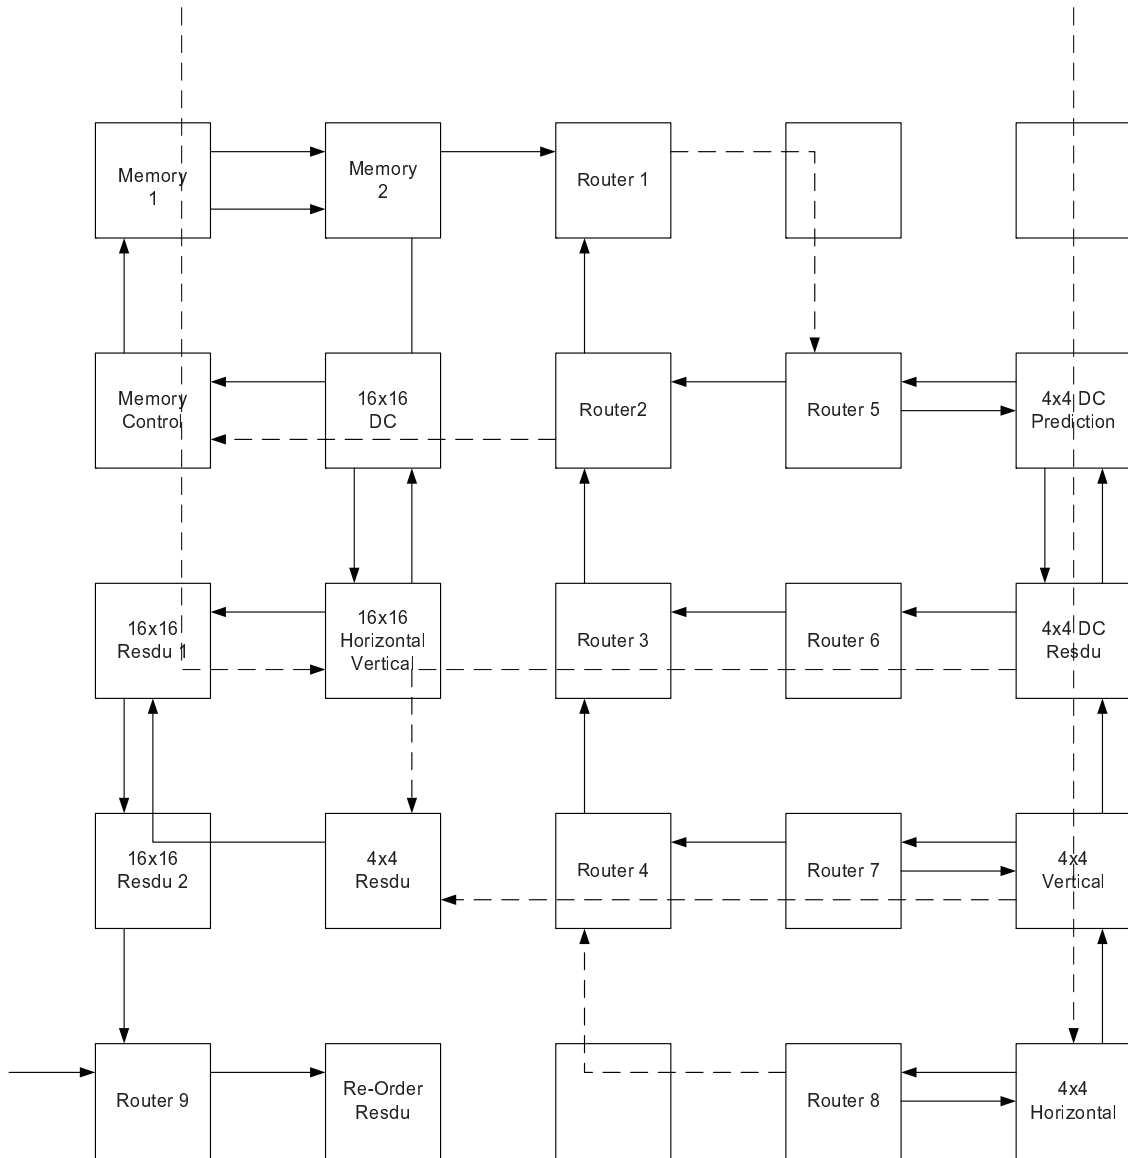 Memory
1
Memory
2
Router 1
Memory
Control
16x16
DC
Router2
Router 5
4x4 DC
Prediction
16x16
Resdu 1
16x16
Horizontal
Vertical
Router 3
Router 6
4x4 DC
Resdu
16x16
Resdu 2
4x4
Resdu
Router 4
Router 7
4x4
Vertical
Router 9
Re-Order
Resdu
Router 8
4x4
Horizontal